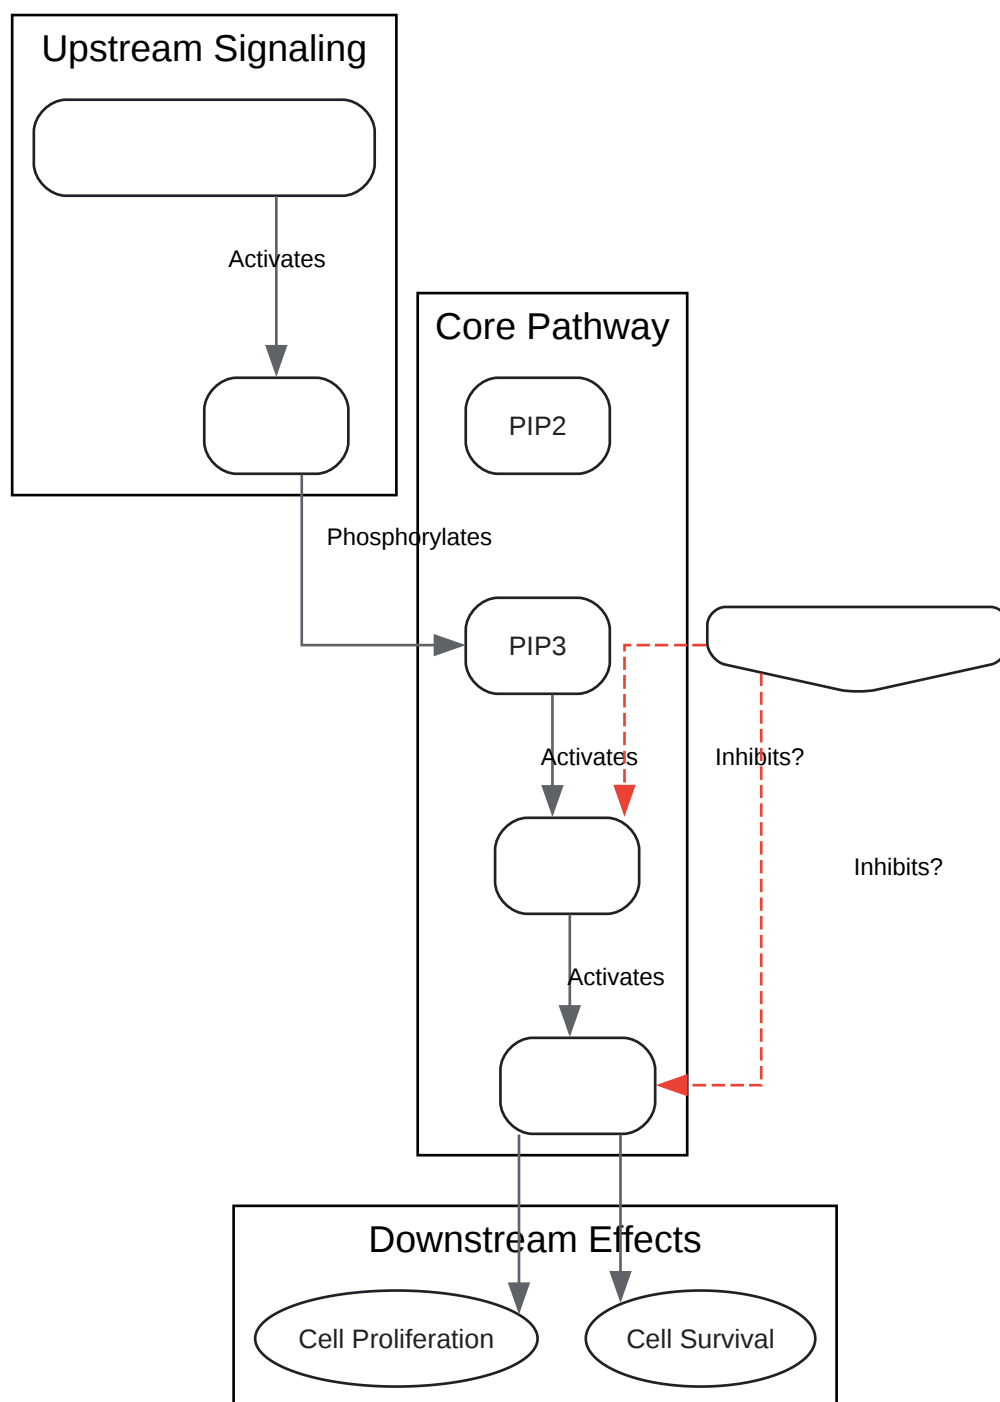 Upstream Signaling
Activates
Core Pathway
PIP2
Phosphorylates
PIP3
Activates
Inhibits?
Inhibits?
Activates
Downstream Effects
Cell Proliferation
Cell Survival